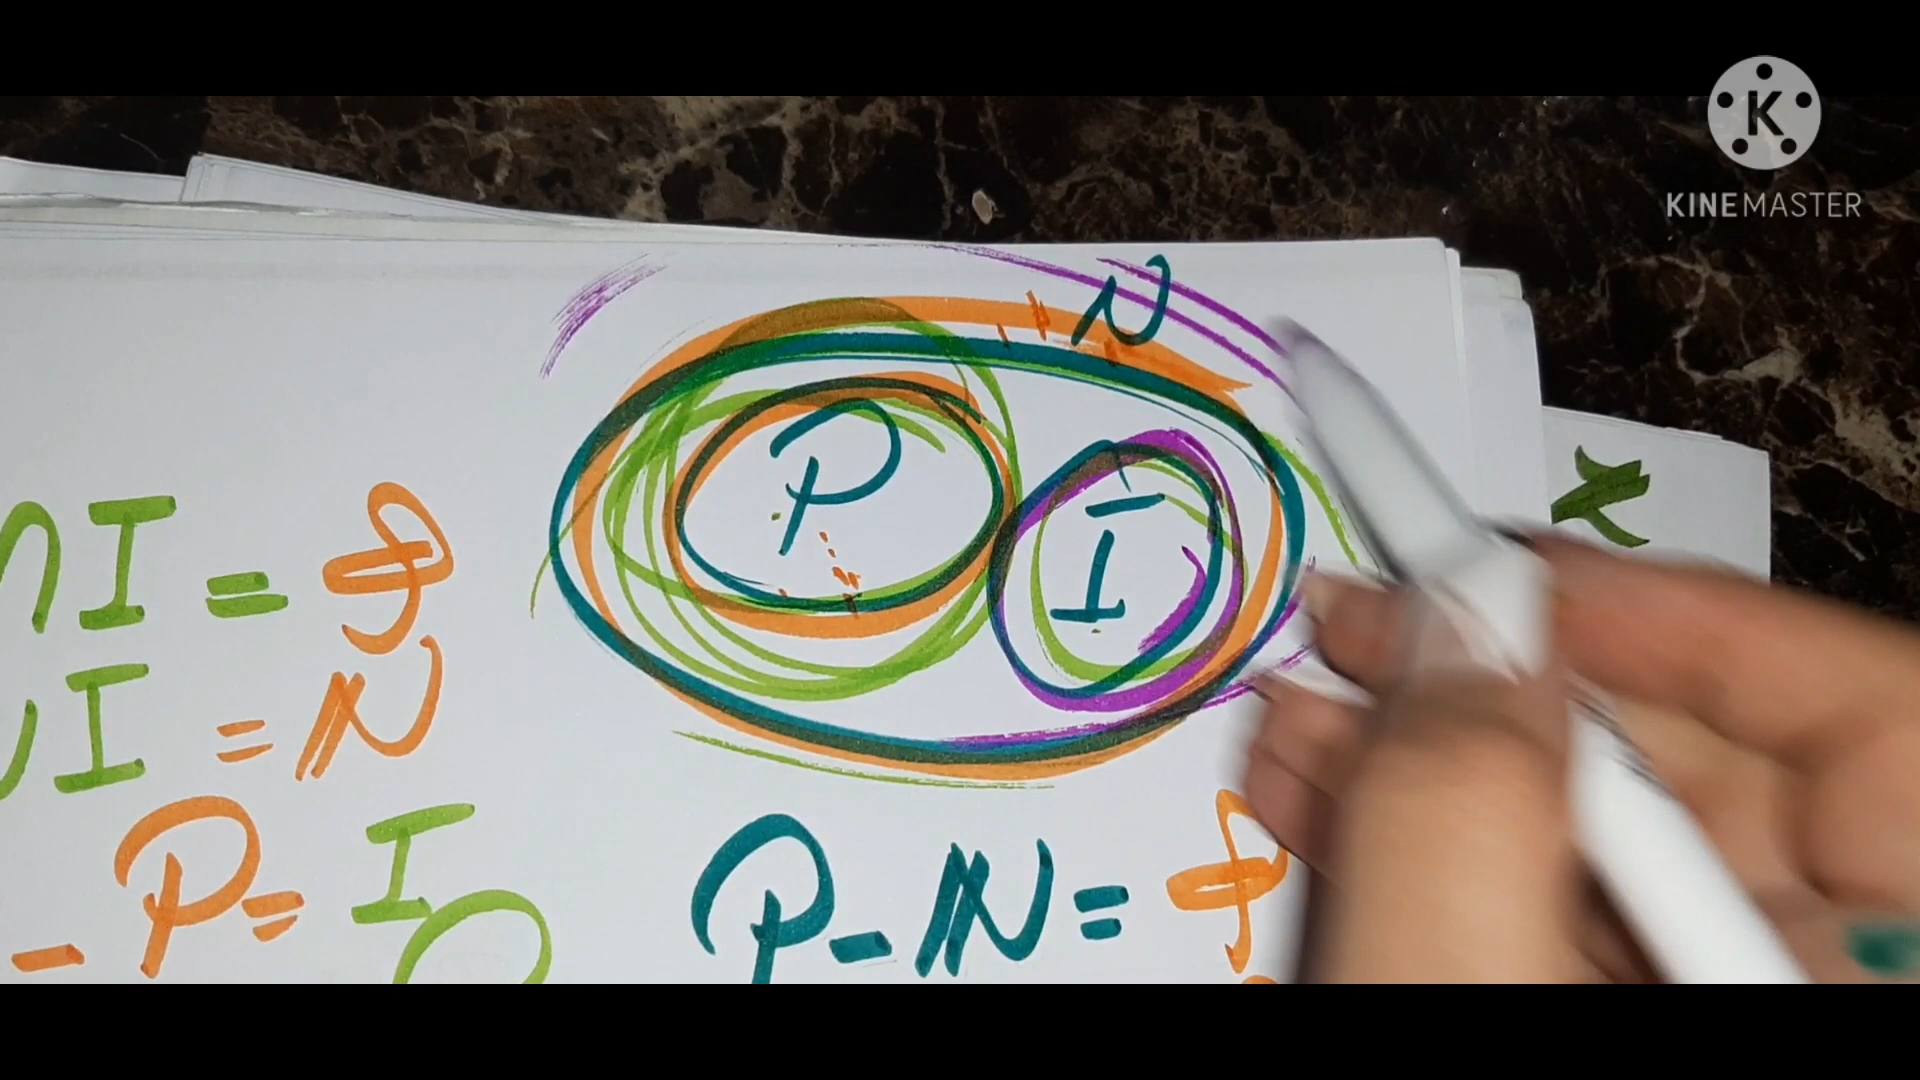 K
KINEMASTER
N
P
I
∩ I = ϕ
∪ I = N
- P = I
P - N = ϕ